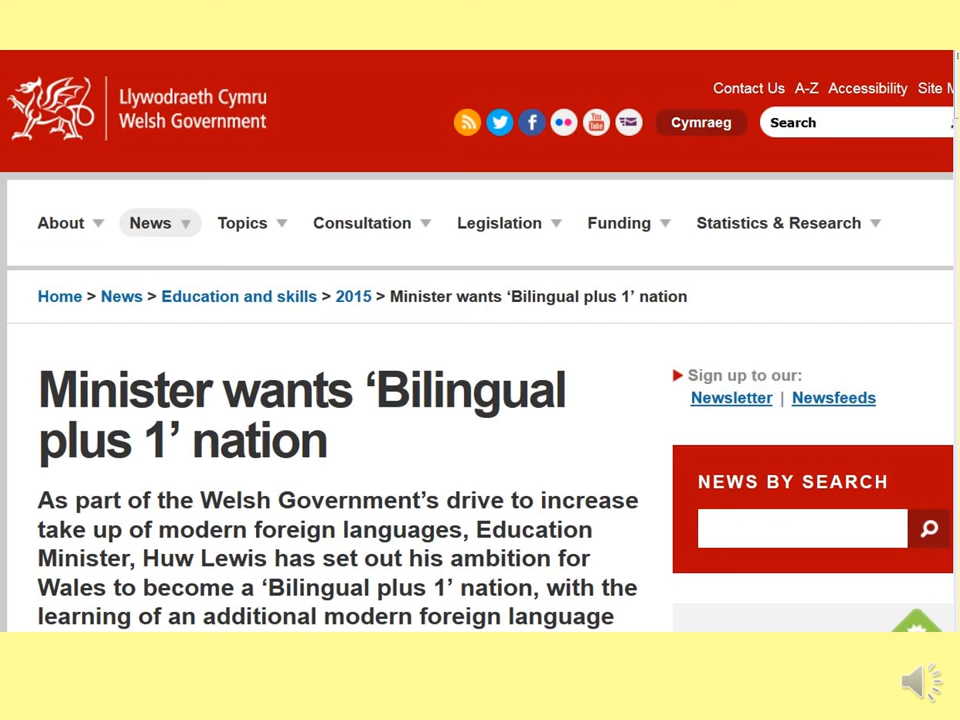 Llywodraeth Cymru
Welsh Government
Contact Us A-Z Accessibility Site
Cymraeg
Search
About
News
Topics
Consultation
Legislation
Funding
Statistics & Research
Home > News > Education and skills > 2015 > Minister wants ‘Bilingual plus 1’ nation
Minister wants ‘Bilingual
plus 1’ nation
As part of the Welsh Government’s drive to increase
take up of modern foreign languages, Education
Minister, Huw Lewis has set out his ambition for
Wales to become a ‘Bilingual plus 1’ nation, with the
learning of an additional modern foreign language
Sign up to our:
Newsletter | Newsfeeds
NEWS BY SEARCH